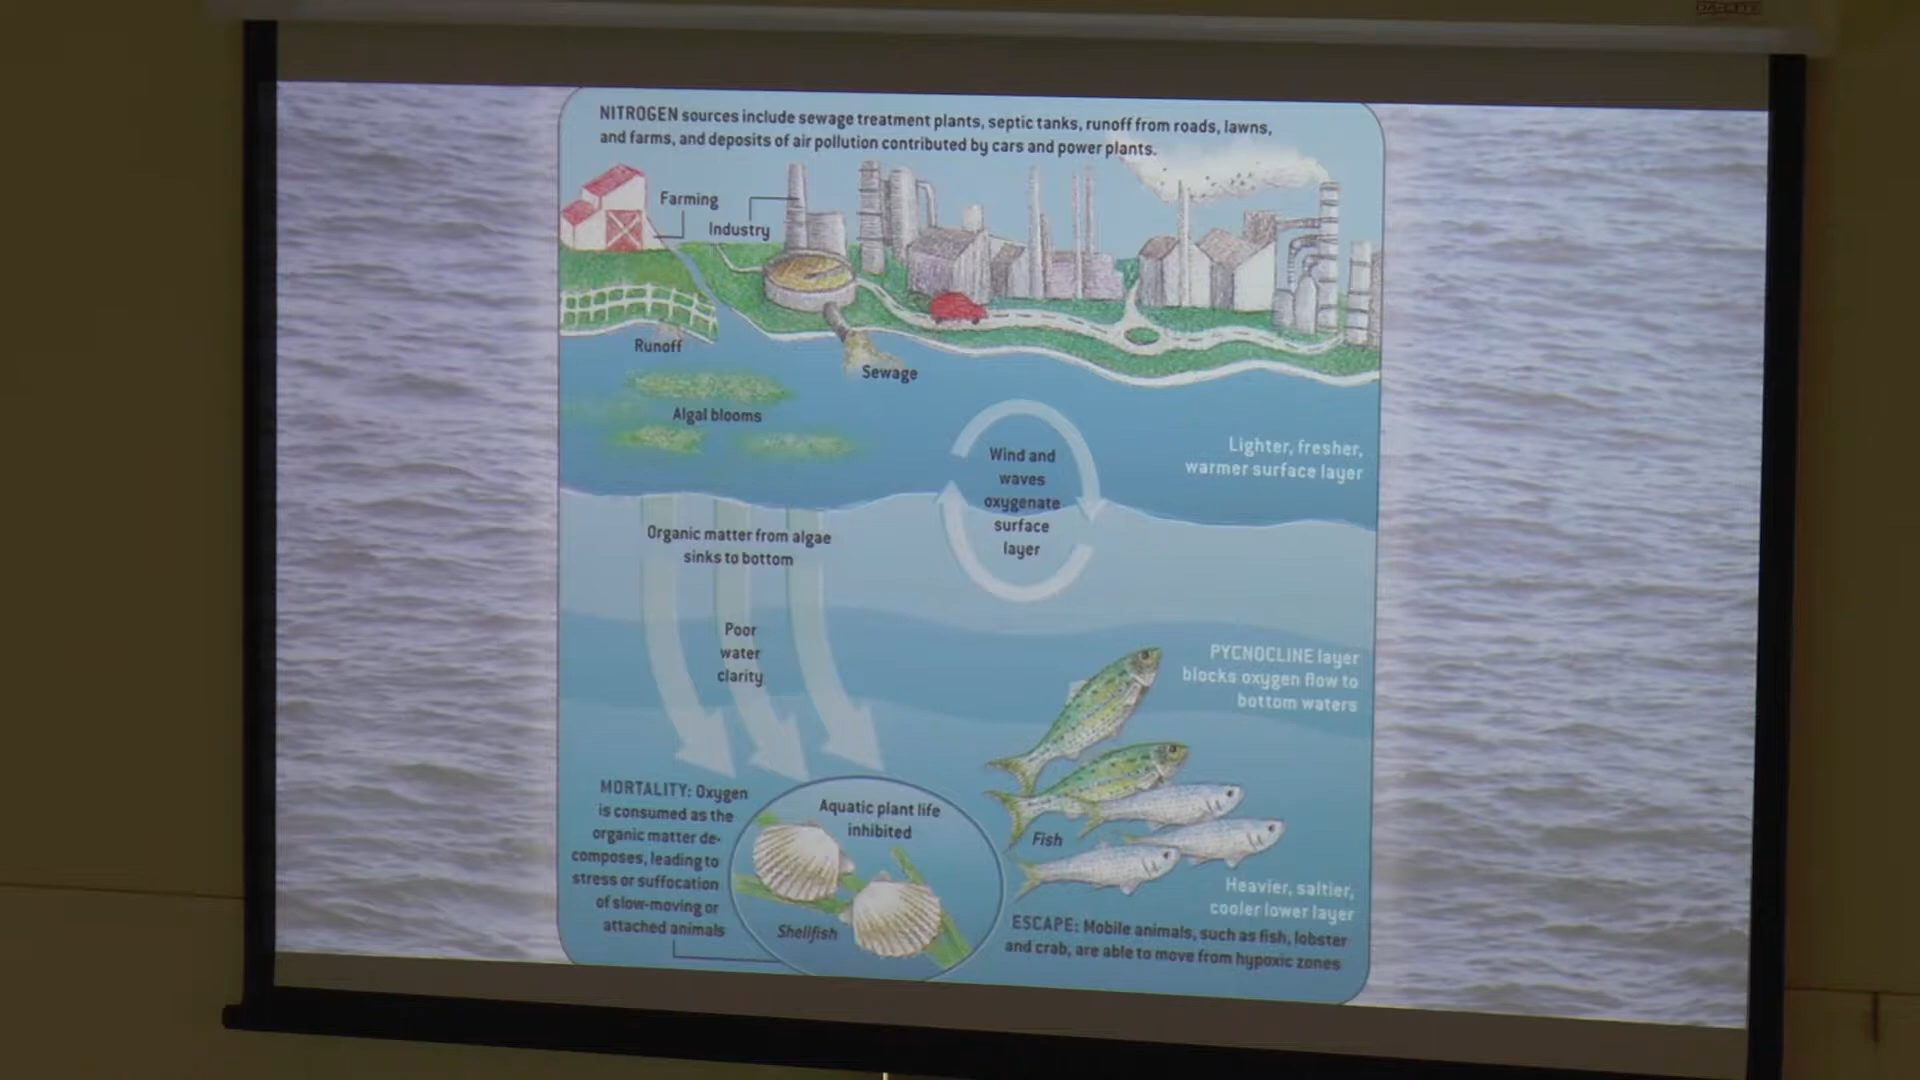 DA-LITE
NITROGEN sources include sewage treatment plants, septic tanks, runoff from roads, lawns,
and farms, and deposits of air pollution contributed by cars and power plants.
Farming
Industry
Runoff
Sewage
Algal blooms
Wind and
waves
oxygenate
surface
layer
Lighter, fresher,
warmer surface layer
Organic matter from algae
sinks to bottom
Poor
water
clarity
PYCNOCLINE layer
blocks oxygen flow to
bottom waters
MORTALITY: Oxygen
is consumed as the
organic matter de-
composes, leading to
stress or suffocation
of slow-moving or
attached animals
Aquatic plant life
inhibited
Shellfish
Fish
Heavier, saltier,
cooler lower layer
ESCAPE: Mobile animals, such as fish, lobster
and crab, are able to move from hypoxic zones